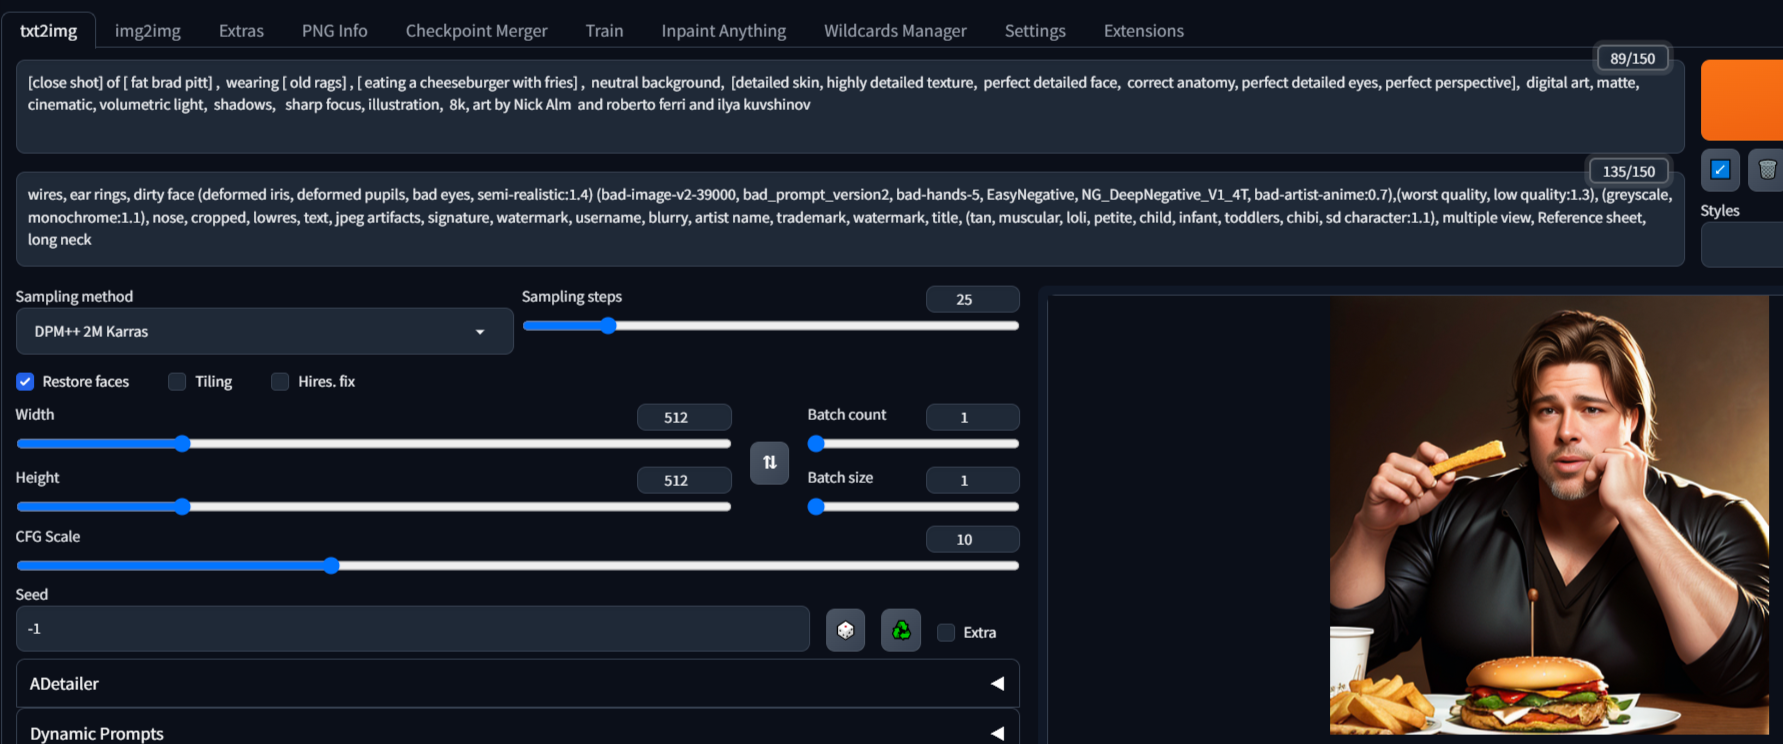 txt2img img2img Extras PNG Info Checkpoint Merger Train Inpaint Anything Wildcards Manager Settings Extensions
89/150
[close shot] of [ fat brad pitt] , wearing [ old rags] , [ eating a cheeseburger with fries] , neutral background, [detailed skin, highly detailed texture, perfect detailed face, correct anatomy, perfect detailed eyes, perfect perspective], digital art, matte,
cinematic, volumetric light, shadows, sharp focus, illustration, 8k, art by Nick Alm and roberto ferri and ilya kuvshinov
135/150
wires, ear rings, dirty face (deformed iris, deformed pupils, bad eyes, semi-realistic:1.4) (bad-image-v2-39000, bad_prompt_version2, bad-hands-5, EasyNegative, NG_DeepNegative_V1_4T, bad-artist-anime:0.7),(worst quality, low quality:1.3), (greyscale,
monochrome:1.1), nose, cropped, lowres, text, jpeg artifacts, signature, watermark, username, blurry, artist name, trademark, watermark, title, (tan, muscular, loli, petite, child, infant, toddlers, chibi, sd character:1.1), multiple view, Reference sheet,
long neck
Styles
Sampling method
DPM++ 2M Karras
Sampling steps 25
Restore faces Tiling Hires. fix
Width 512
Batch count 1
Height 512
Batch size 1
CFG Scale 10
Seed
-1
Extra
ADetailer
Dynamic Prompts